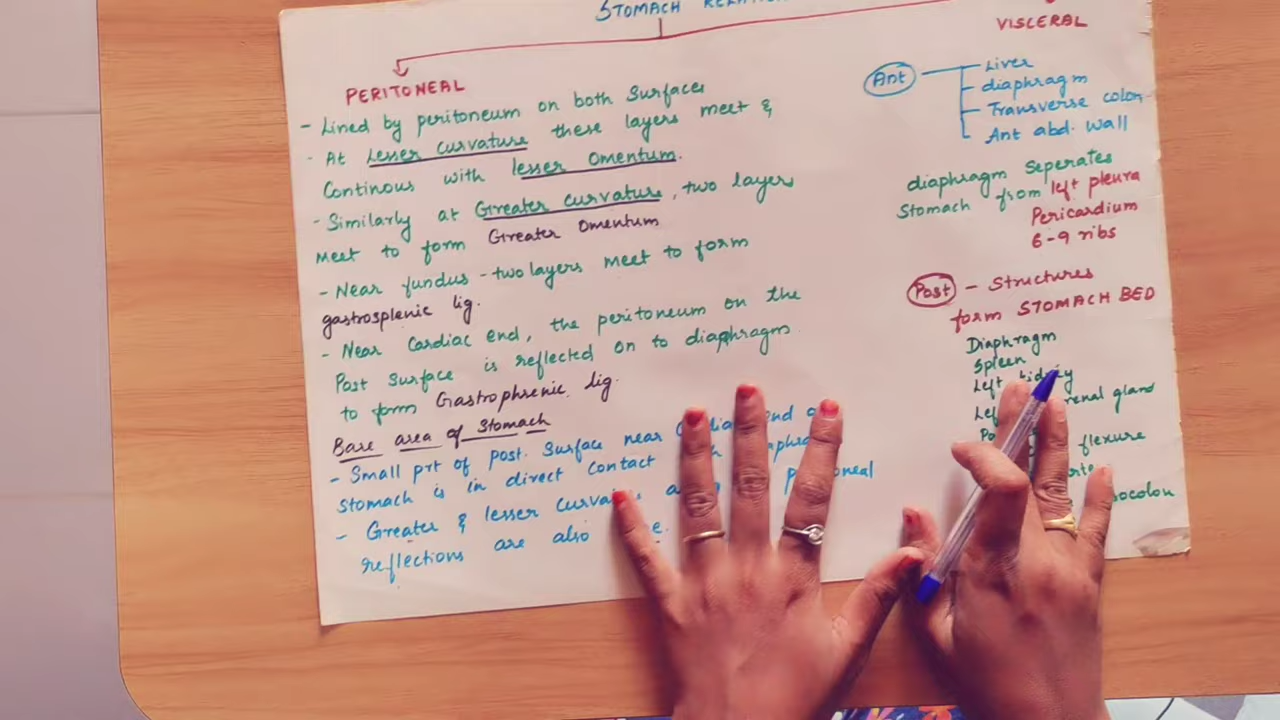 STOMACH
PERITONEAL
- Lined by peritoneum on both Surfaces
- At Lesser curvature these layers meet &
Continous with lesser Omentum.
- Similarly at Greater curvature, two layers
meet to form Greater Omentum
- Near fundus - two layers meet to form
gastrosplenic lig.
- Near Cardiac end, the peritoneum on the
Post Surface is reflected on to diaphragm
to form Gastrophrenic lig.
Base area of Stomach
- Small prt of post. Surface near end
Stomach is in direct contact
- Greater & lesser
reflections are also
VISCERAL
Ant - Liver
- diaphragm
- Transverse colon
- Ant abd. wall
diaphragm Seperates
Stomach from left pleura
Pericardium
6-9 ribs
Post - Structures
form STOMACH BED
Diaphragm
Spleen
Left
gland
flexure